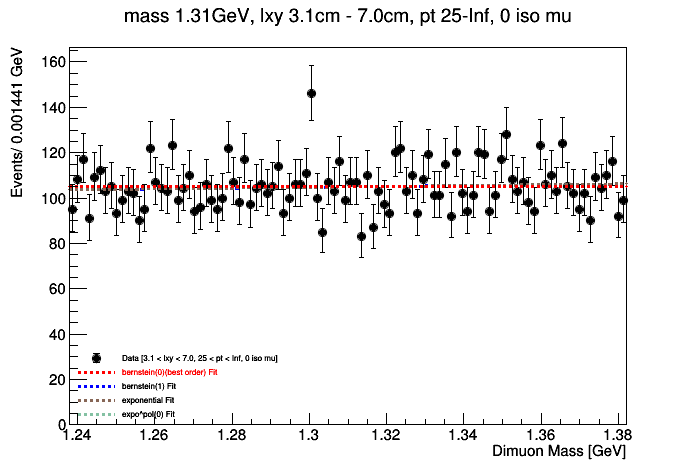 mass 1.31GeV, lxy 3.1cm - 7.0cm, pt 25-Inf, 0 iso mu
Events/ 0.001441 GeV
160
140
120
100
80
60
40
20
0
Data [3.1 < lxy < 7.0, 25 < pt < Inf, 0 iso mu]
bernstein(0)(best order) Fit
bernstein(1) Fit
exponential Fit
expo*pol(0) Fit
1.24 1.26 1.28 1.3 1.32 1.34 1.36 1.38
Dimuon Mass [GeV]